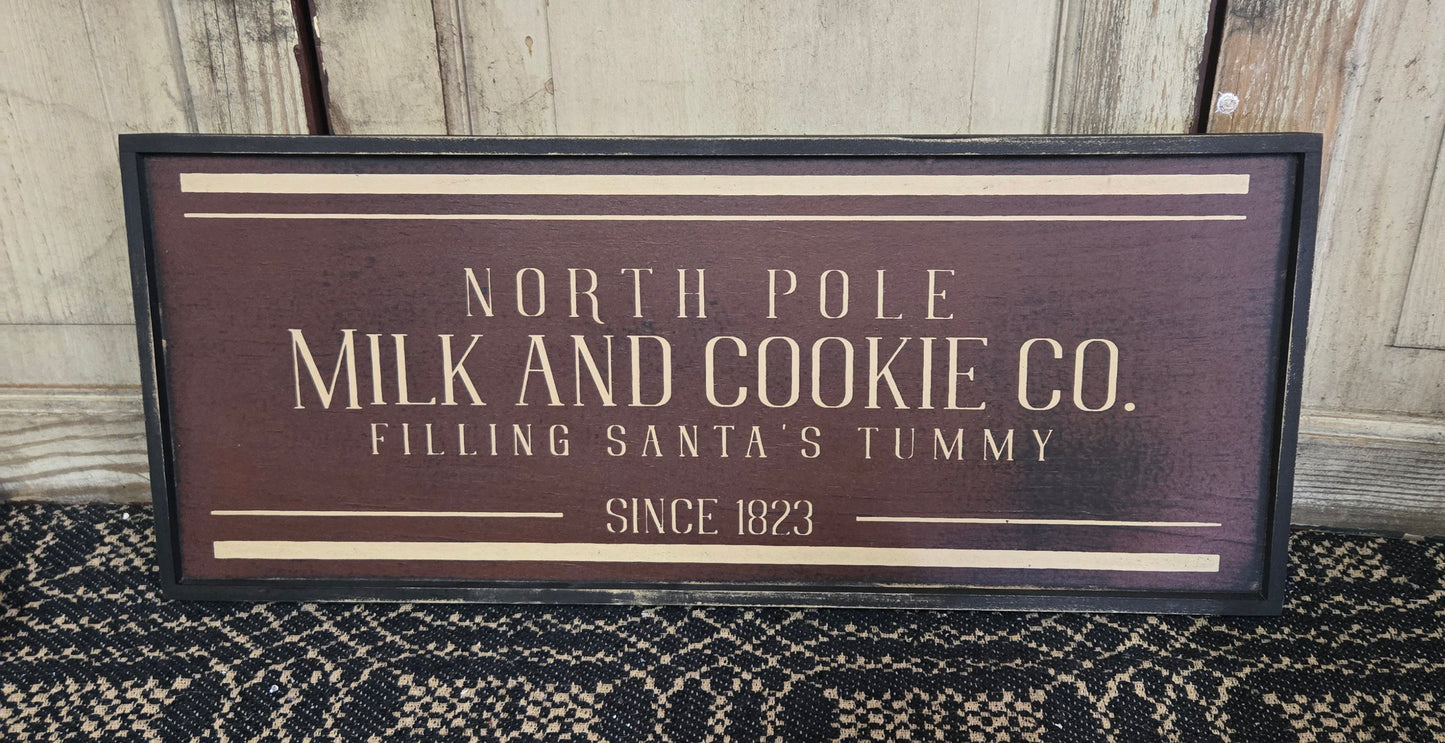 NORTH POLE
MILK AND COOKIE CO.
FILLING SANTA'S TUMMY
SINCE 1823